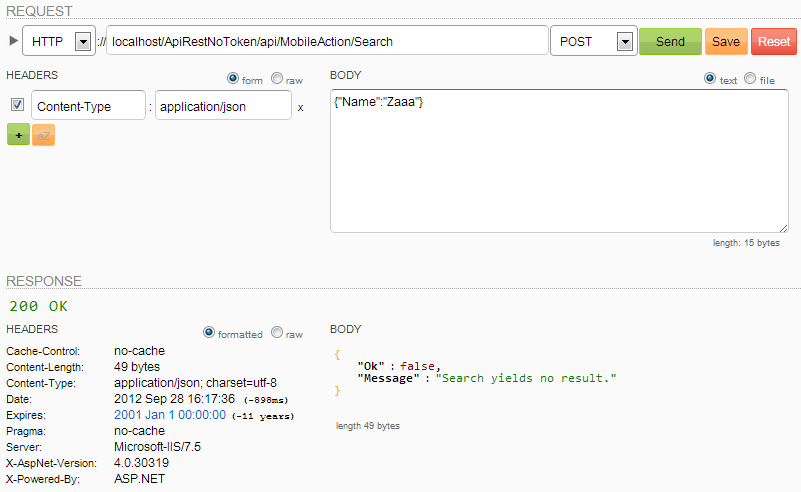 REQUEST
HTTP :// localhost/ApiRestNoToken/api/MobileAction/Search POST Send Save Reset
HEADERS form raw
Content-Type : application/json x
+ aZ
BODY text file
{"Name":"Zaaa"}
length: 15 bytes
RESPONSE
200 OK
HEADERS formatted raw
Cache-Control: no-cache
Content-Length: 49 bytes
Content-Type: application/json; charset=utf-8
Date: 2012 Sep 28 16:17:36 (-898ms)
Expires: 2001 Jan 1 00:00:00 (-11 years)
Pragma: no-cache
Server: Microsoft-IIS/7.5
X-AspNet-Version: 4.0.30319
X-Powered-By: ASP.NET
BODY
{
"Ok" : false,
"Message" : "Search yields no result."
}
length 49 bytes